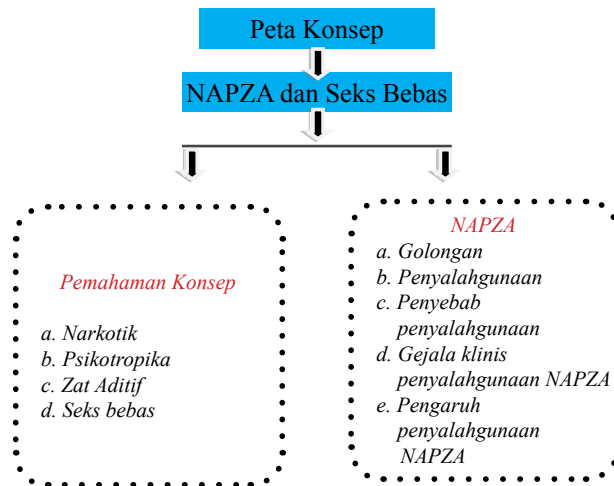 Peta Konsep
NAPZA dan Seks Bebas
Pemahaman Konsep
a. Narkotik
b. Psikotropika
c. Zat Aditif
d. Seks bebas
NAPZA
a. Golongan
b. Penyalahgunaan
c. Penyebab
penyalahgunaan
d. Gejala klinis
penyalahgunaan NAPZA
e. Pengaruh
penyalahgunaan
NAPZA